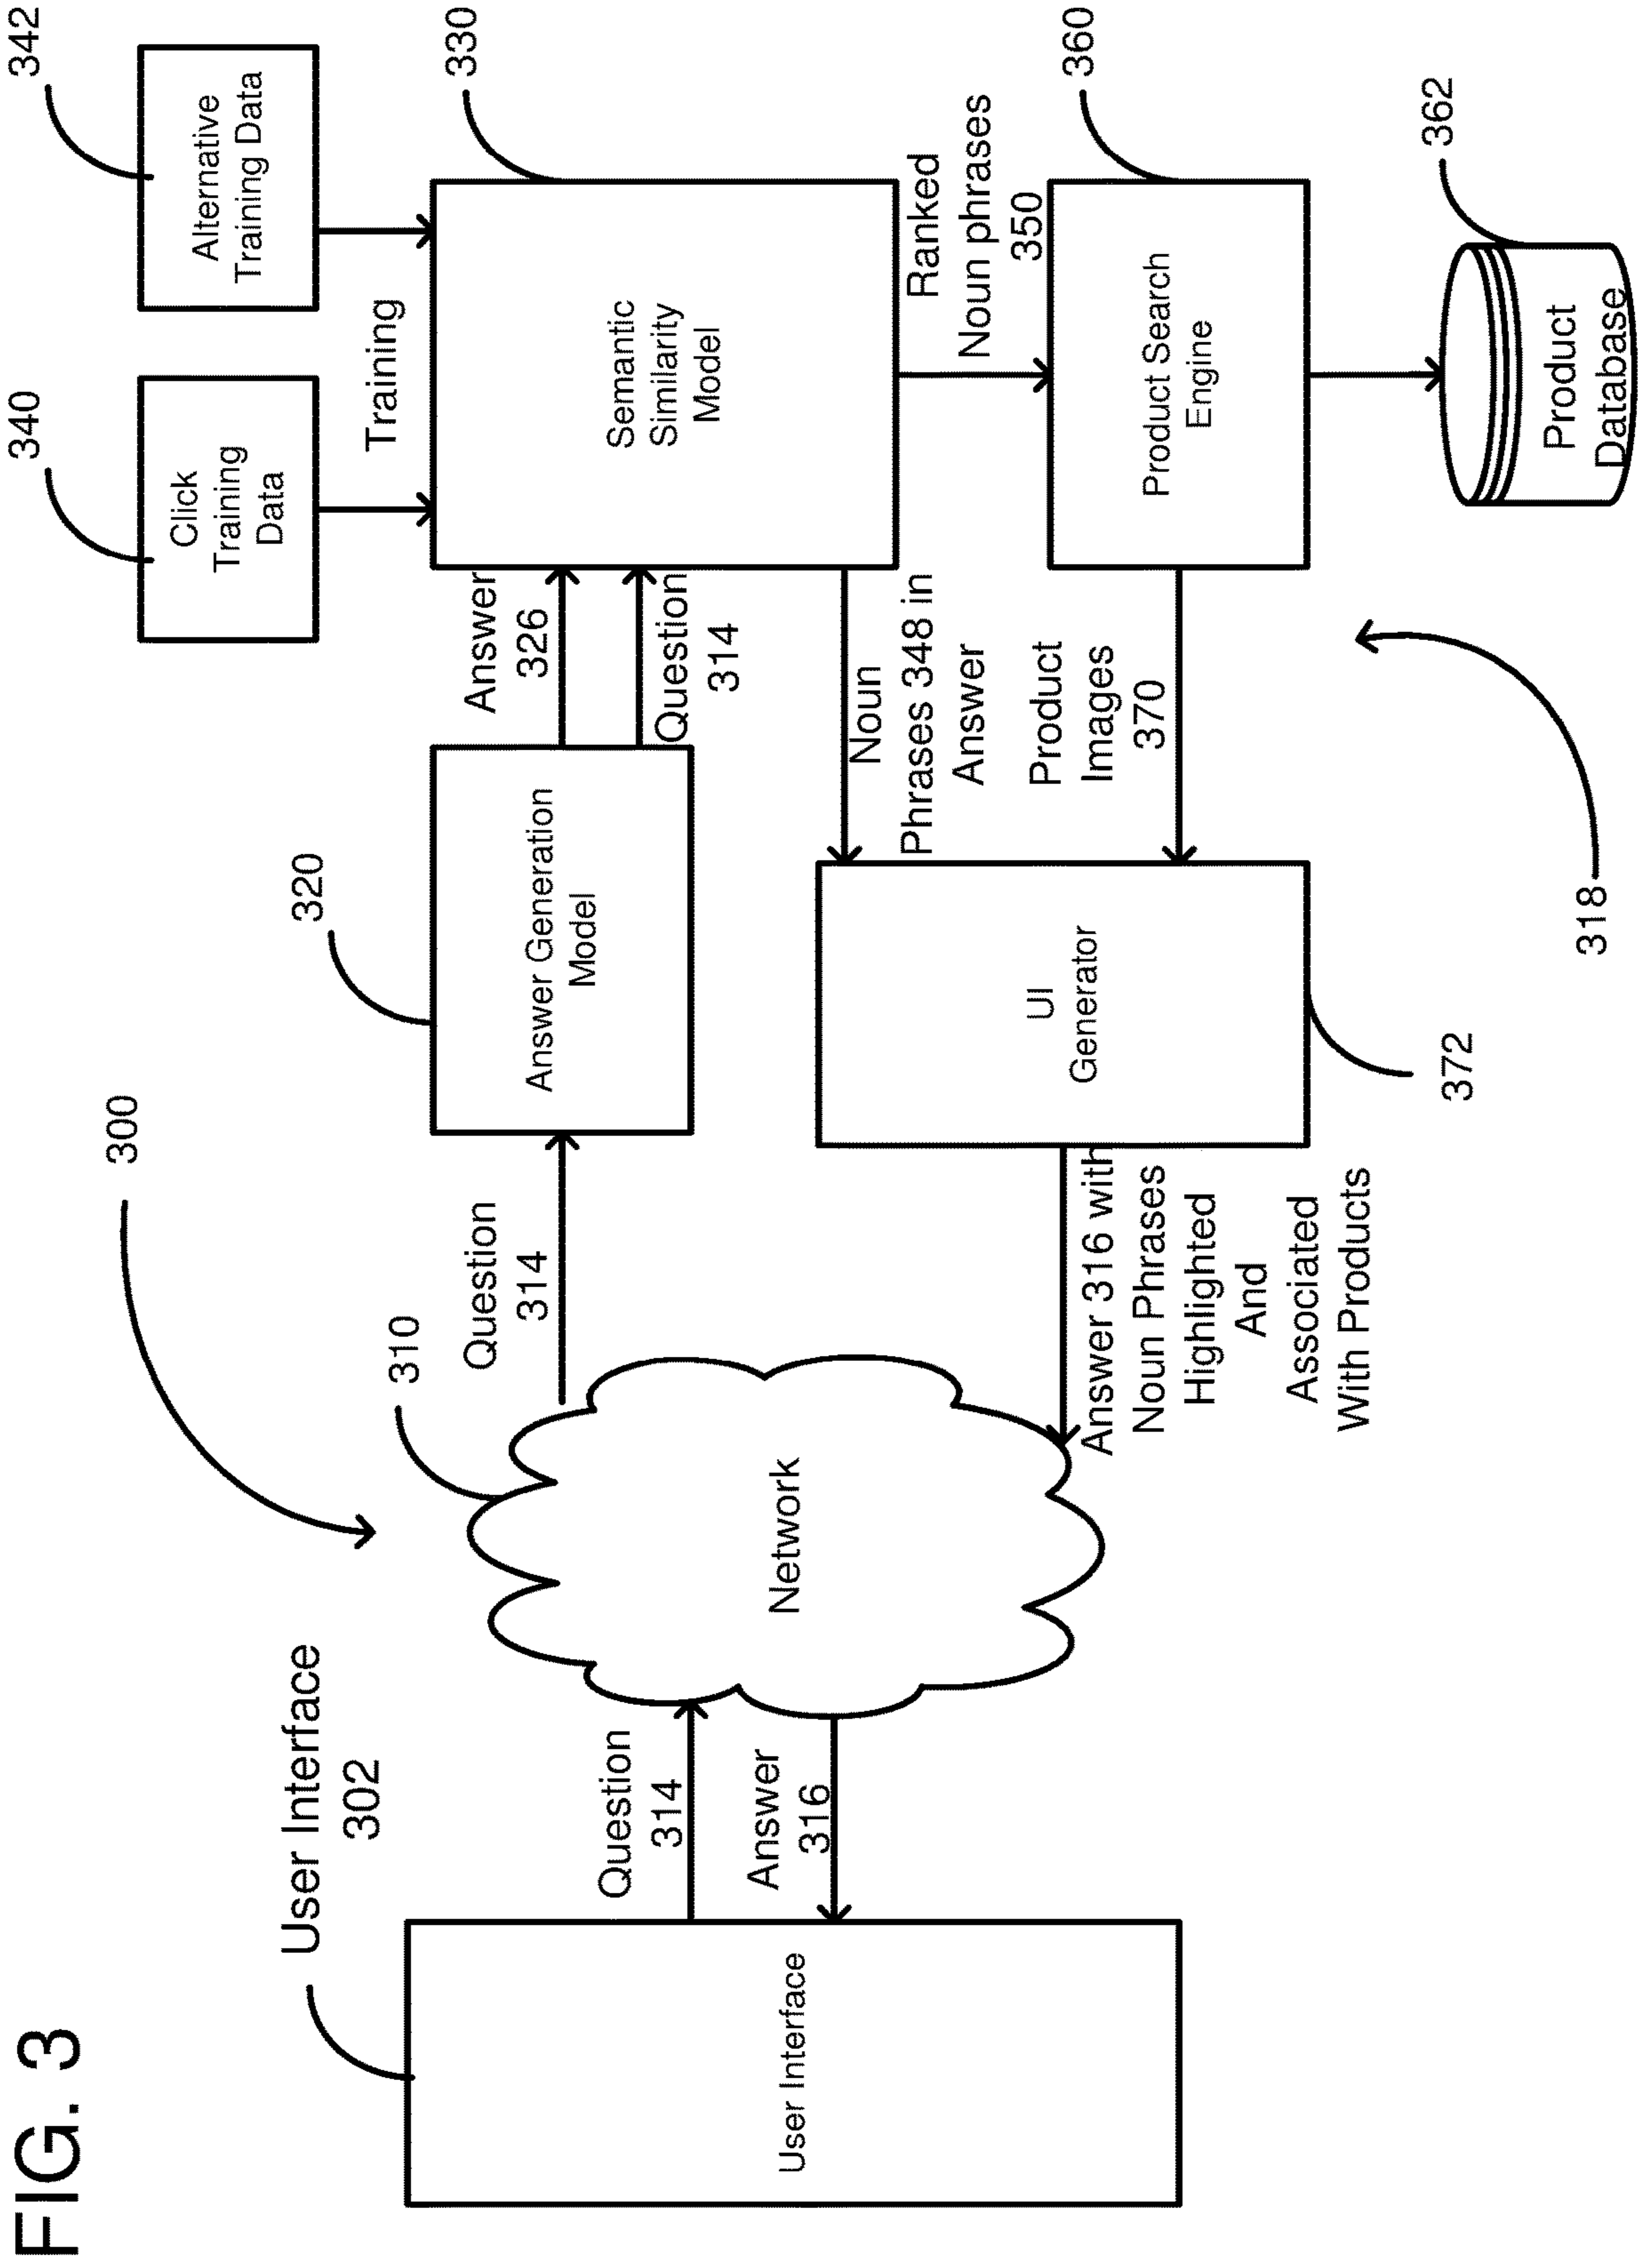 FIG. 3
300
User Interface
302
User Interface
Question
314
Answer
316
310
Network
Question
314
320
Answer Generation
Model
Answer
326
Question
314
340
Click
Training
Data
342
Alternative
Training Data
Training
330
Semantic
Similarity
Model
Ranked
Noun phrases
350
Noun
Phrases 348 in
Answer
360
Product Search
Engine
362
Product
Database
Product
Images
370
UI
Generator
372
Answer 316 with
Noun Phrases
Highlighted
And
Associated
With Products
318